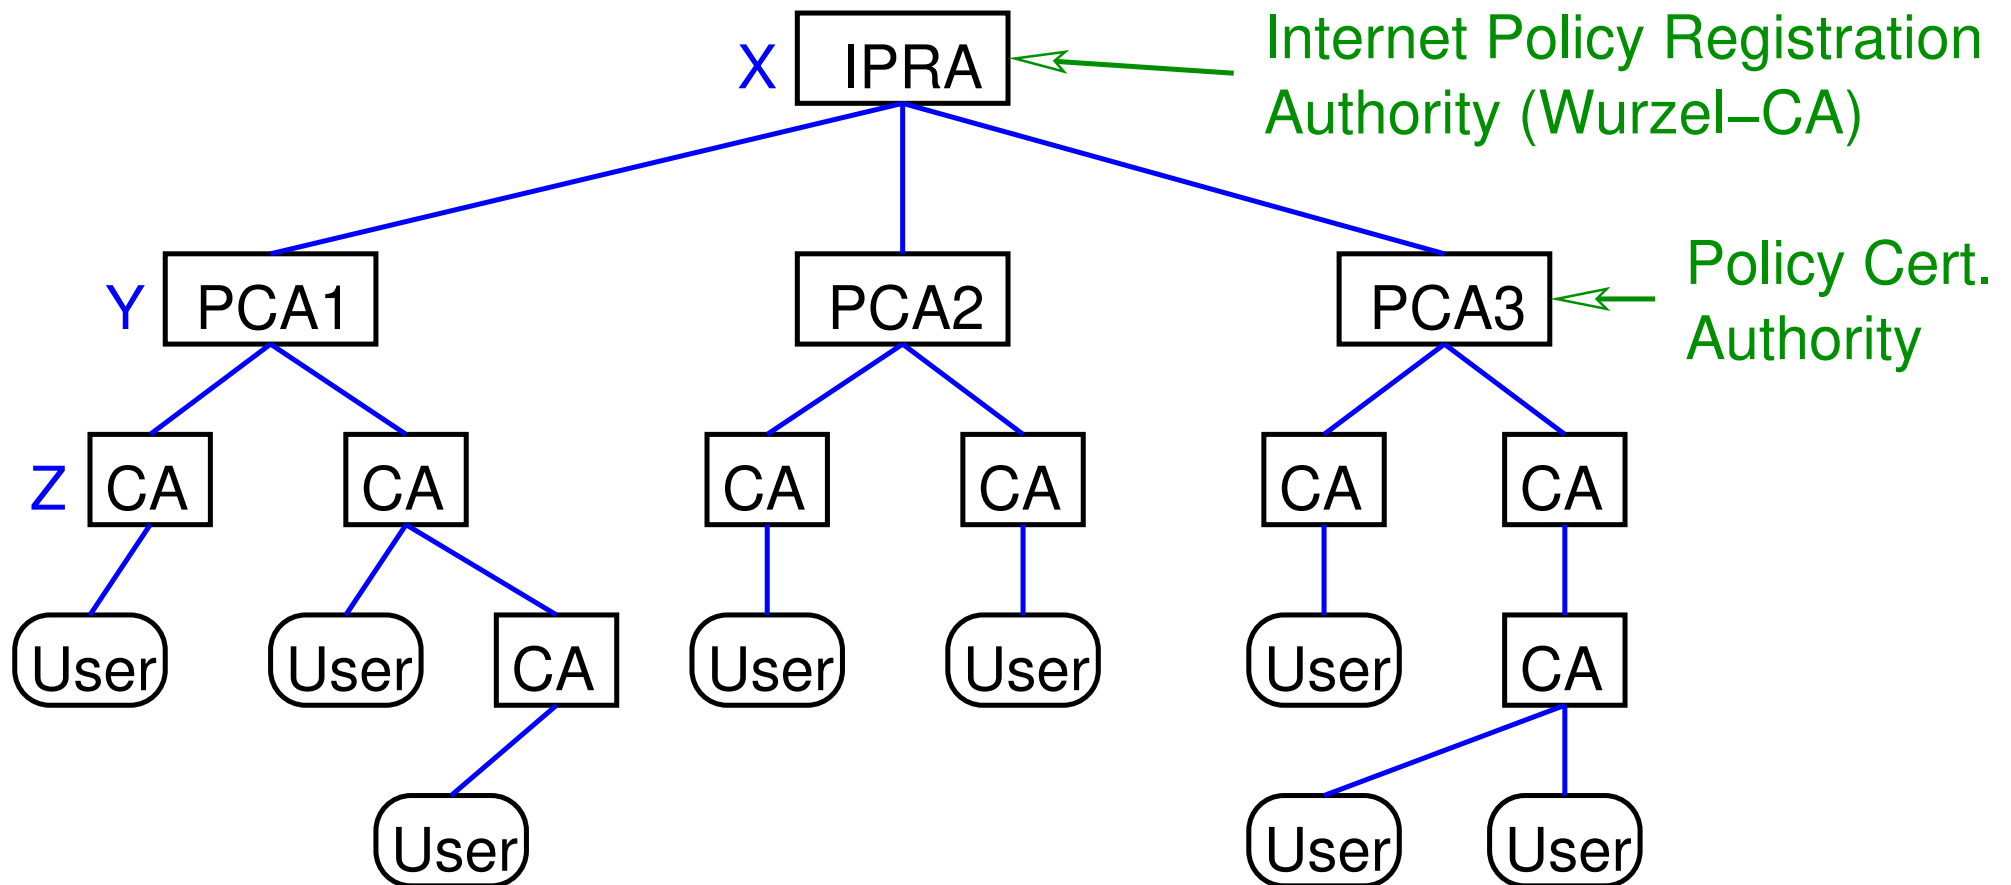 X
IPRA
Internet Policy Registration
Authority (Wurzel–CA)
Y
PCA1
PCA2
PCA3
Policy Cert.
Authority
Z
CA
CA
CA
CA
CA
CA
User
User
CA
User
User
User
CA
User
User
User